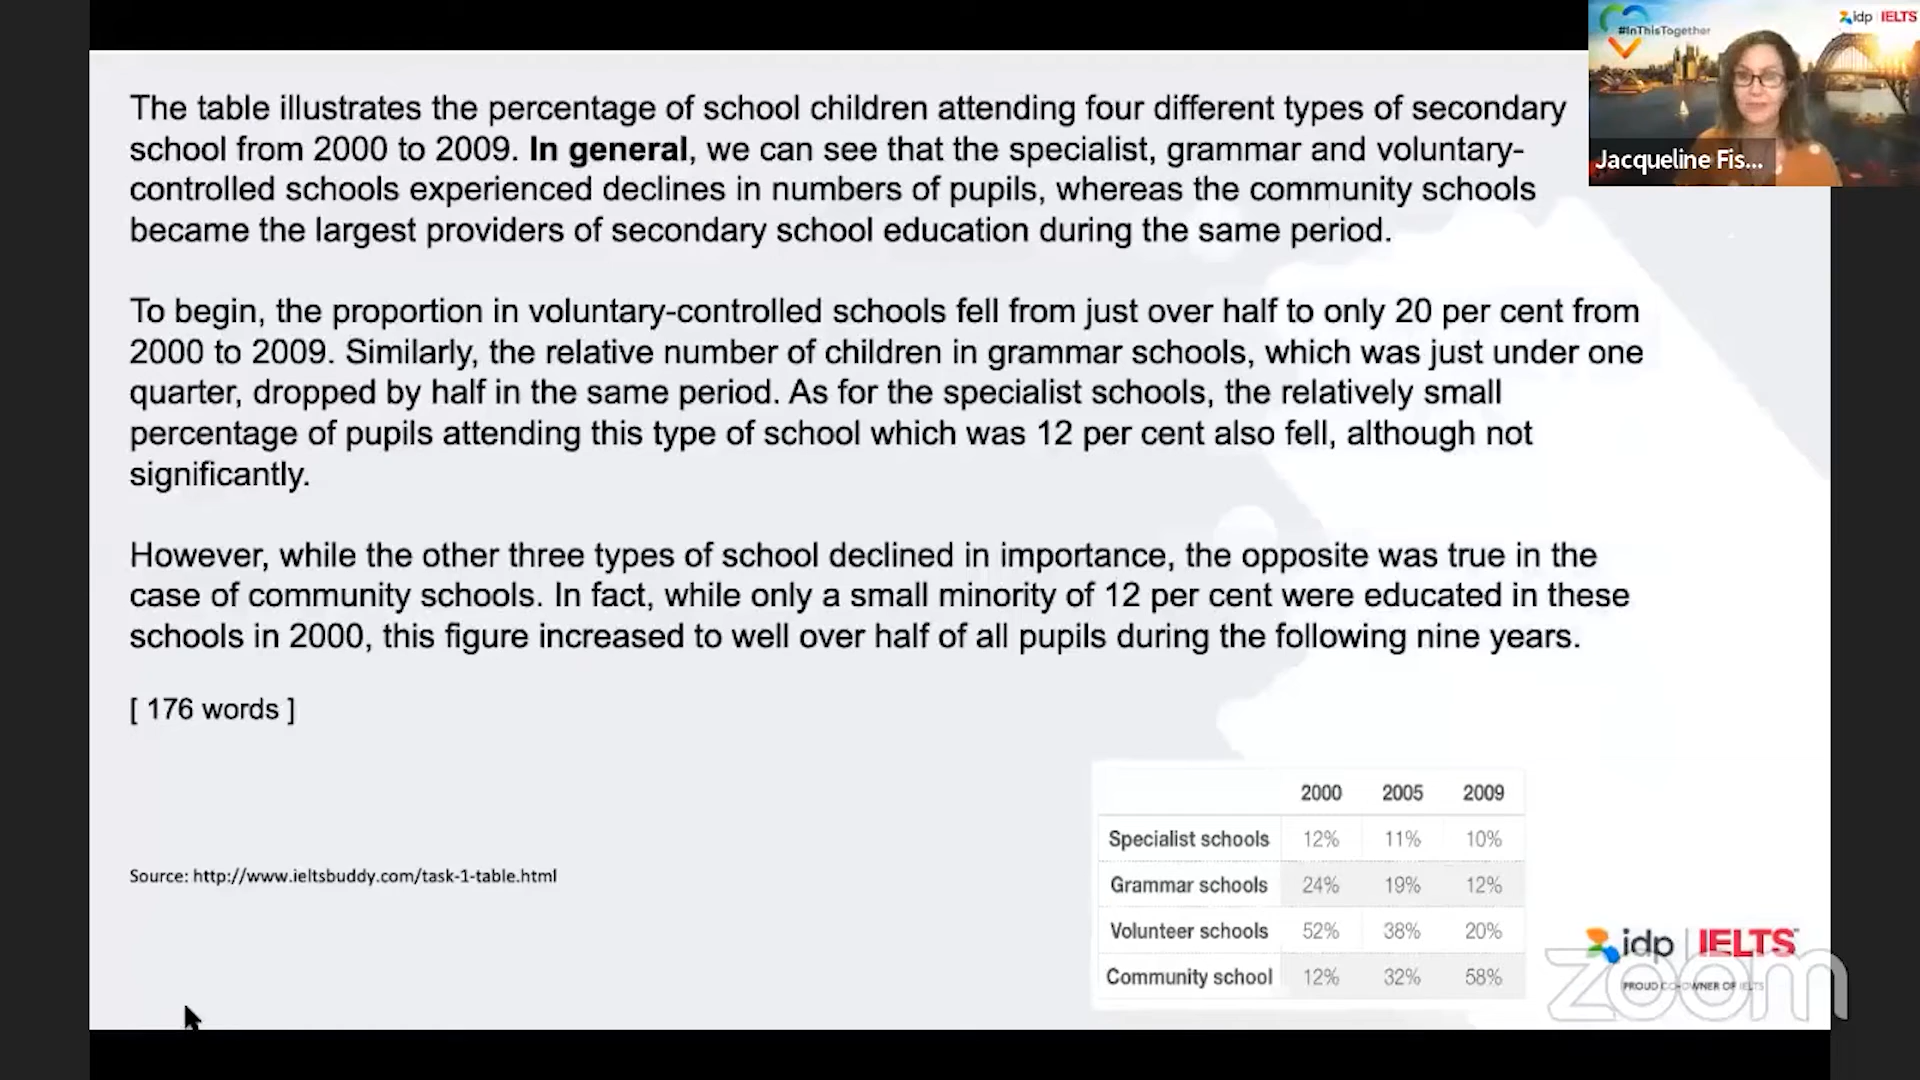 #InThisTogether
idp | IELTS
Jacqueline Fis...
The table illustrates the percentage of school children attending four different types of secondary
school from 2000 to 2009. In general, we can see that the specialist, grammar and voluntary-
controlled schools experienced declines in numbers of pupils, whereas the community schools
became the largest providers of secondary school education during the same period.
To begin, the proportion in voluntary-controlled schools fell from just over half to only 20 per cent from
2000 to 2009. Similarly, the relative number of children in grammar schools, which was just under one
quarter, dropped by half in the same period. As for the specialist schools, the relatively small
percentage of pupils attending this type of school which was 12 per cent also fell, although not
significantly.
However, while the other three types of school declined in importance, the opposite was true in the
case of community schools. In fact, while only a small minority of 12 per cent were educated in these
schools in 2000, this figure increased to well over half of all pupils during the following nine years.
[ 176 words ]
2000 2005 2009
Specialist schools 12% 11% 10%
Grammar schools 24% 19% 12%
Volunteer schools 52% 38% 20%
Community school 12% 32% 58%
Source: http://www.ieltsbuddy.com/task-1-table.html
idp | IELTS
PROUD CO-OWNER OF IELTS
zoom